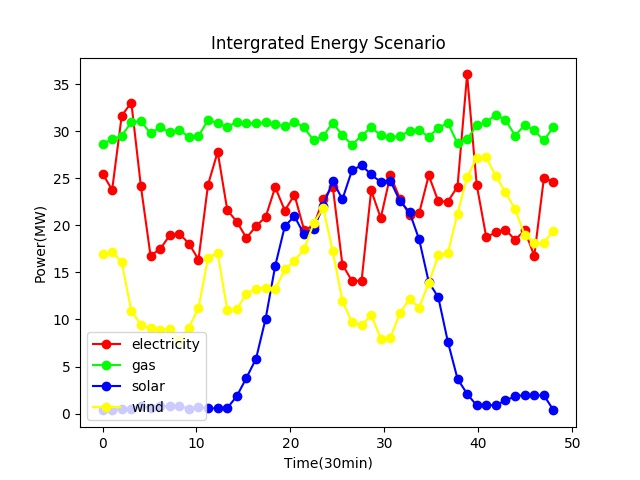 Intergrated Energy Scenario
Power(MW)
35
30
25
20
15
10
5
0
electricity
gas
solar
wind
0 10 20 30 40 50
Time(30min)